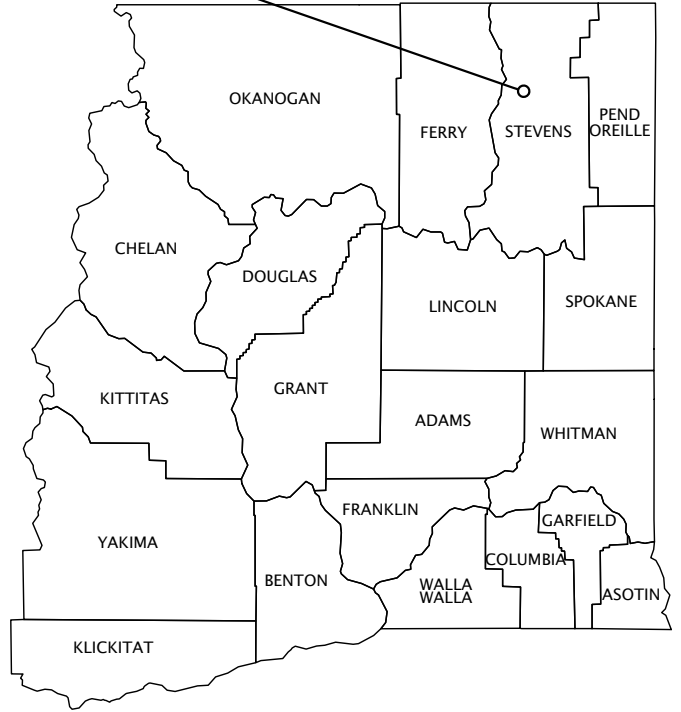 OKANOGAN
FERRY
STEVENS
PEND
OREILLE
CHELAN
DOUGLAS
LINCOLN
SPOKANE
KITTITAS
GRANT
ADAMS
WHITMAN
FRANKLIN
GARFIELD
YAKIMA
BENTON
COLUMBIA
WALLA
WALLA
ASOTIN
KLICKITAT